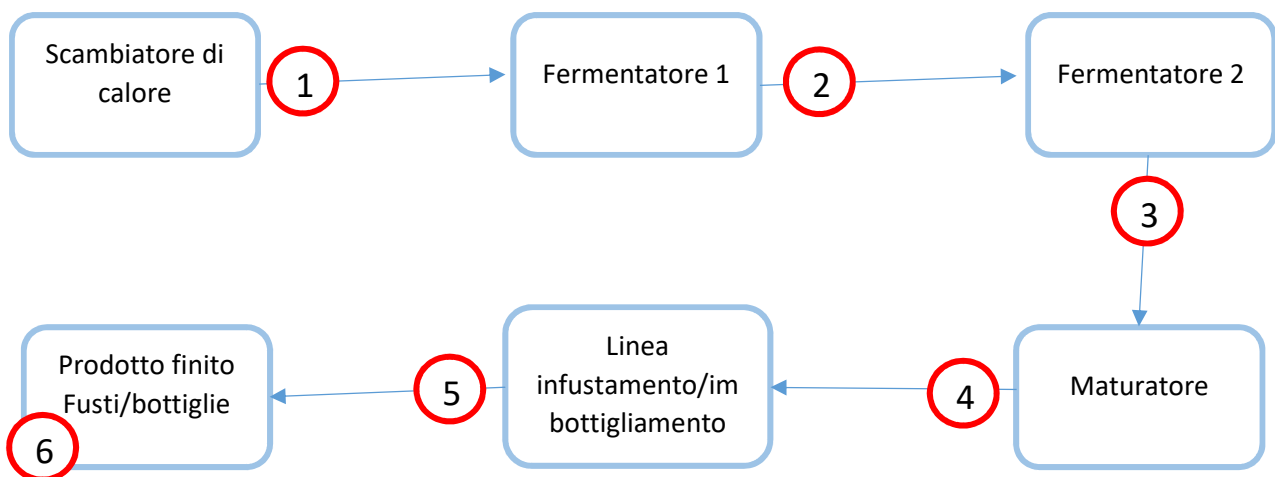 Scambiatore di
calore
1
Fermentatore 1
2
Fermentatore 2
3
Maturatore
4
Linea
infustamento/im
bottigliamento
5
Prodotto finito
Fusti/bottiglie
6